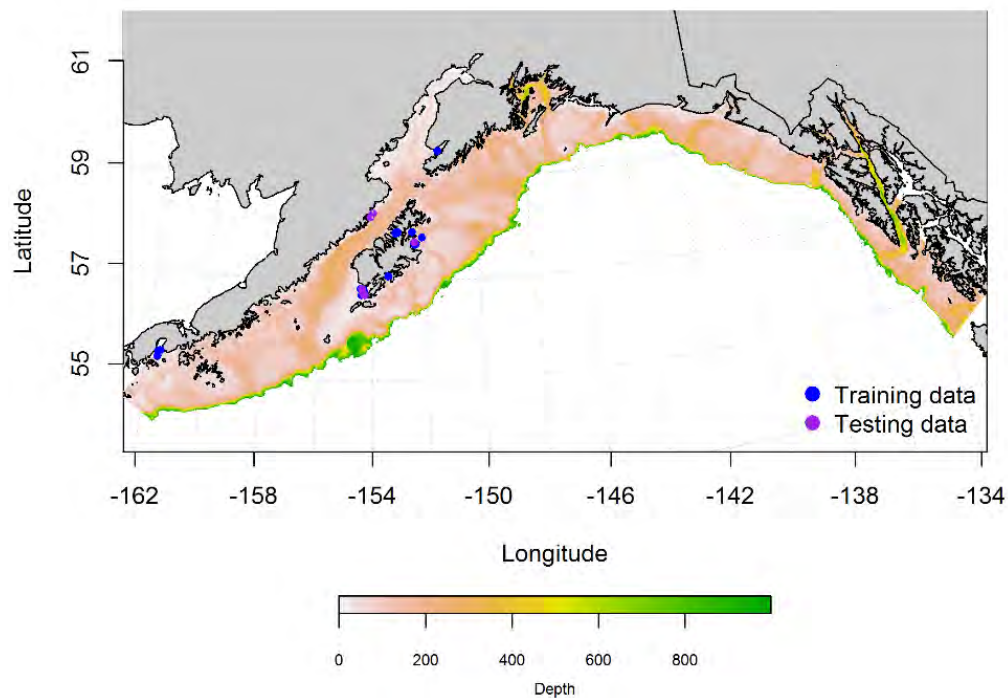 61
59
57
55
Latitude
Training data
Testing data
-162 -158 -154 -150 -146 -142 -138 -134
Longitude
0 200 400 600 800
Depth